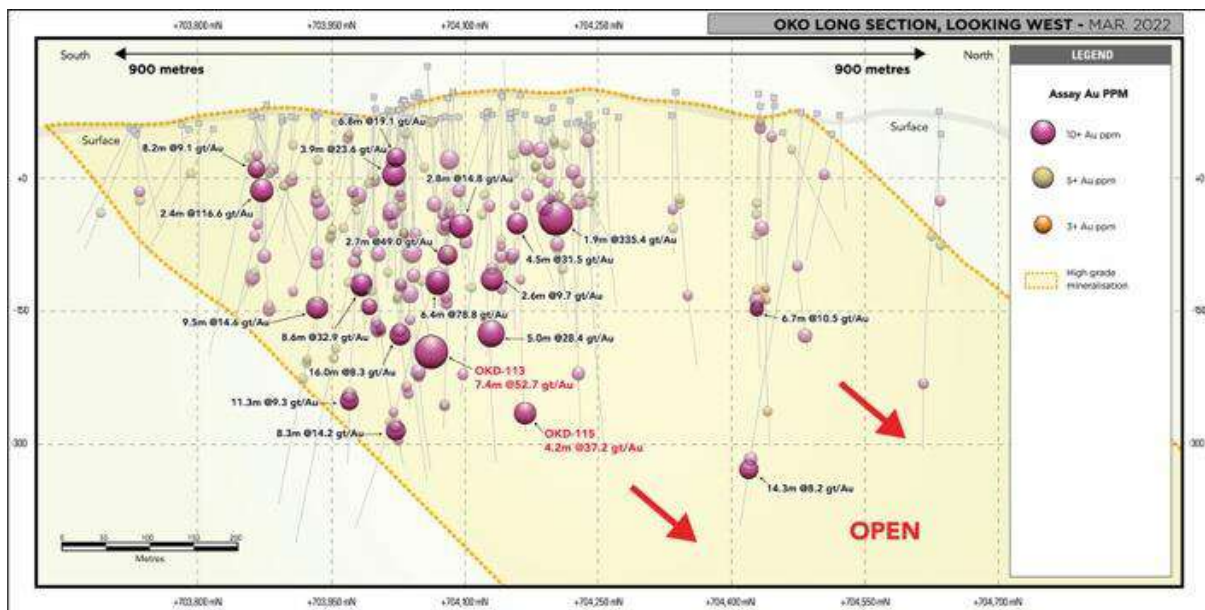 +703,800 mN +703,950 mN +704,100 mN +704,250 mN
OKO LONG SECTION, LOOKING WEST - MAR. 2022
South
North
900 metres
900 metres
LEGEND
Assay Au PPM
10+ Au ppm
5+ Au ppm
3+ Au ppm
High grade
mineralisation
Surface
Surface
6.8m @19.1 gt/Au
8.2m @9.1 gt/Au
3.9m @23.6 gt/Au
+0
2.8m @14.8 gt/Au
2.4m @116.6 gt/Au
2.7m @49.0 gt/Au
1.9m @335.4 gt/Au
4.5m @31.5 gt/Au
2.6m @9.7 gt/Au
9.5m @14.6 gt/Au
6.4m @78.8 gt/Au
6.7m @10.5 gt/Au
8.6m @32.9 gt/Au
5.0m @28.4 gt/Au
16.0m @8.3 gt/Au
OKD-113
7.4m @52.7 gt/Au
11.3m @9.3 gt/Au
8.3m @14.2 gt/Au
OKD-115
4.2m @37.2 gt/Au
14.3m @8.2 gt/Au
OPEN
0 50 100 150 200
Metres
+703,800 mN +703,950 mN +704,100 mN +704,250 mN +704,400 mN +704,550 mN +704,700 mN